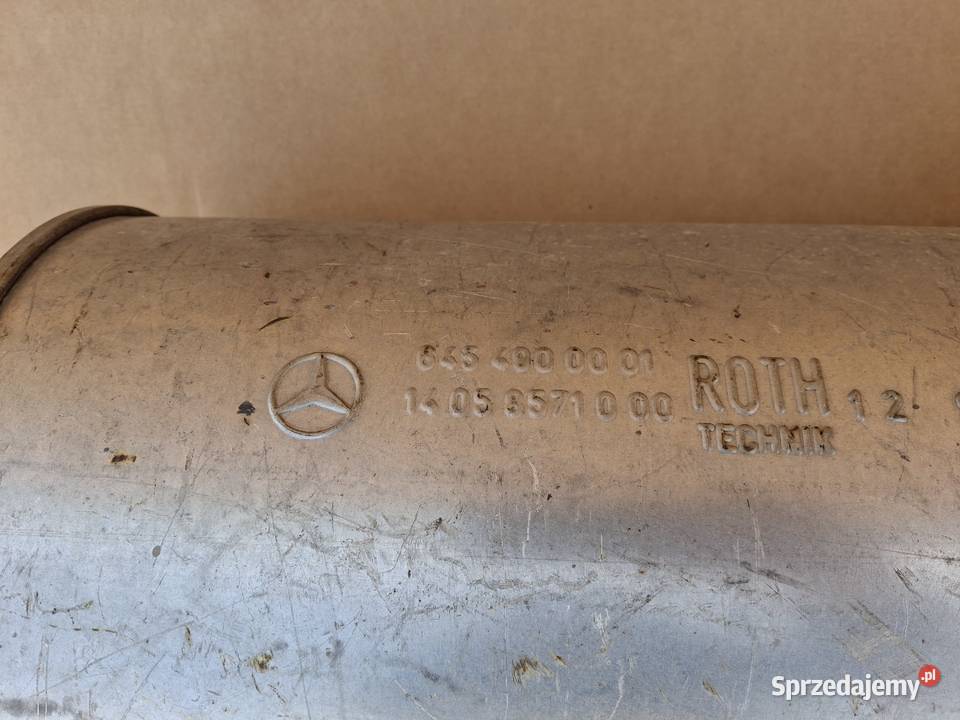 645 490 00 01
14 05 8571 0 00
ROTH
TECHNIK
1 2
Sprzedajemy.pl